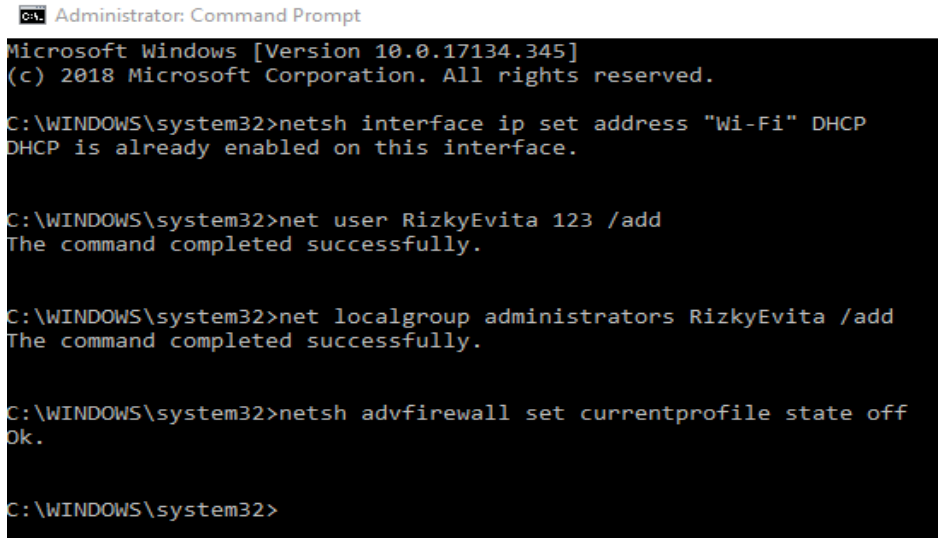 Administrator: Command Prompt
Microsoft Windows [Version 10.0.17134.345]
(c) 2018 Microsoft Corporation. All rights reserved.
C:\WINDOWS\system32>netsh interface ip set address "Wi-Fi" DHCP
DHCP is already enabled on this interface.
C:\WINDOWS\system32>net user RizkyEvita 123 /add
The command completed successfully.
C:\WINDOWS\system32>net localgroup administrators RizkyEvita /add
The command completed successfully.
C:\WINDOWS\system32>netsh advfirewall set currentprofile state off
Ok.
C:\WINDOWS\system32>